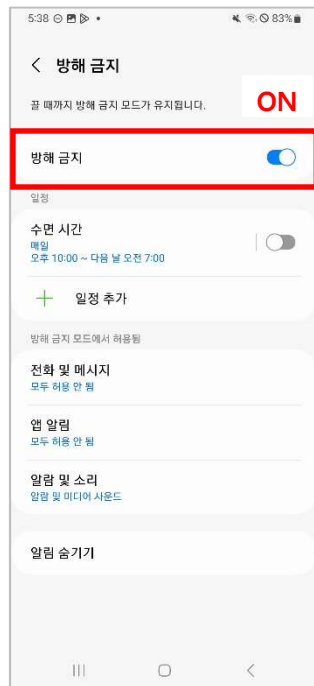 5:38 83%
방해 금지
끌 때까지 방해 금지 모드가 유지됩니다.
ON
방해 금지
일정
수면 시간
매일
오후 10:00 ~ 다음 날 오전 7:00
일정 추가
방해 금지 모드에서 허용됨
전화 및 메시지
모두 허용 안 됨
앱 알림
모두 허용 안 됨
알람 및 소리
알람 및 미디어 사운드
알림 숨기기